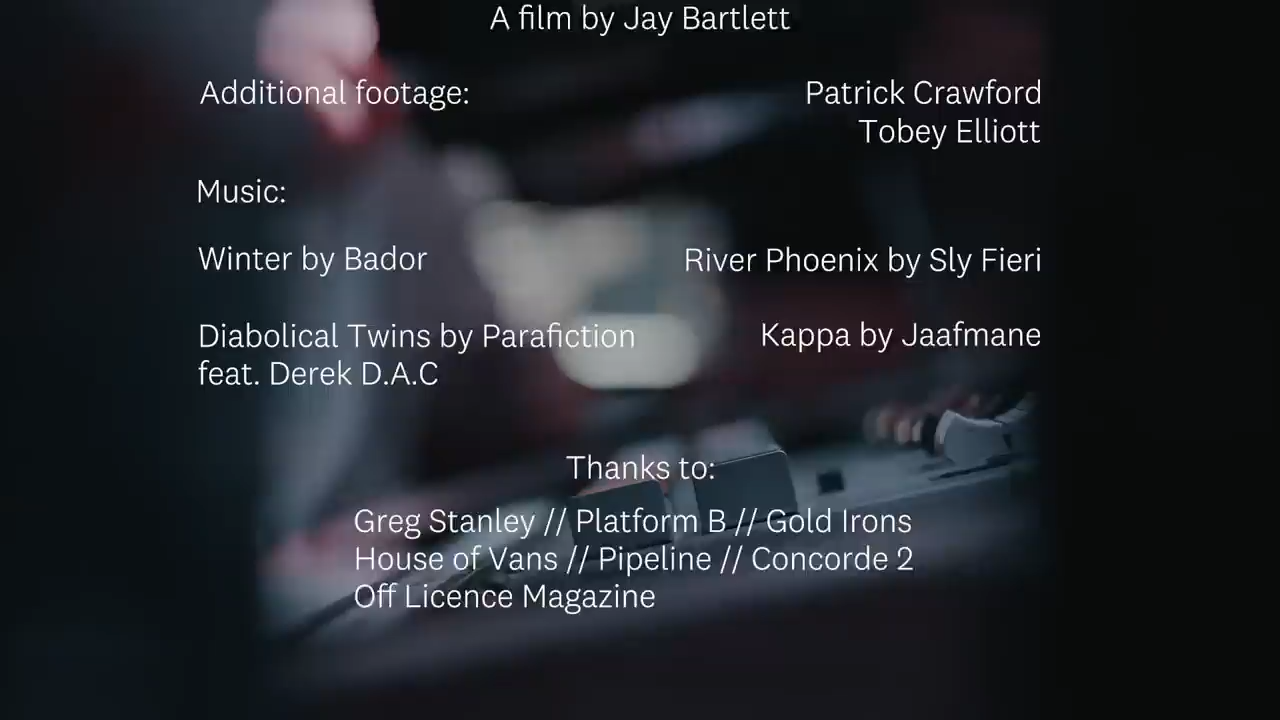 A film by Jay Bartlett
Additional footage:
Patrick Crawford
Tobey Elliott
Music:
Winter by Bador
River Phoenix by Sly Fieri
Diabolical Twins by Parafiction
feat. Derek D.A.C
Kappa by Jaafmane
Thanks to:
Greg Stanley // Platform B // Gold Irons
House of Vans // Pipeline // Concorde 2
Off Licence Magazine